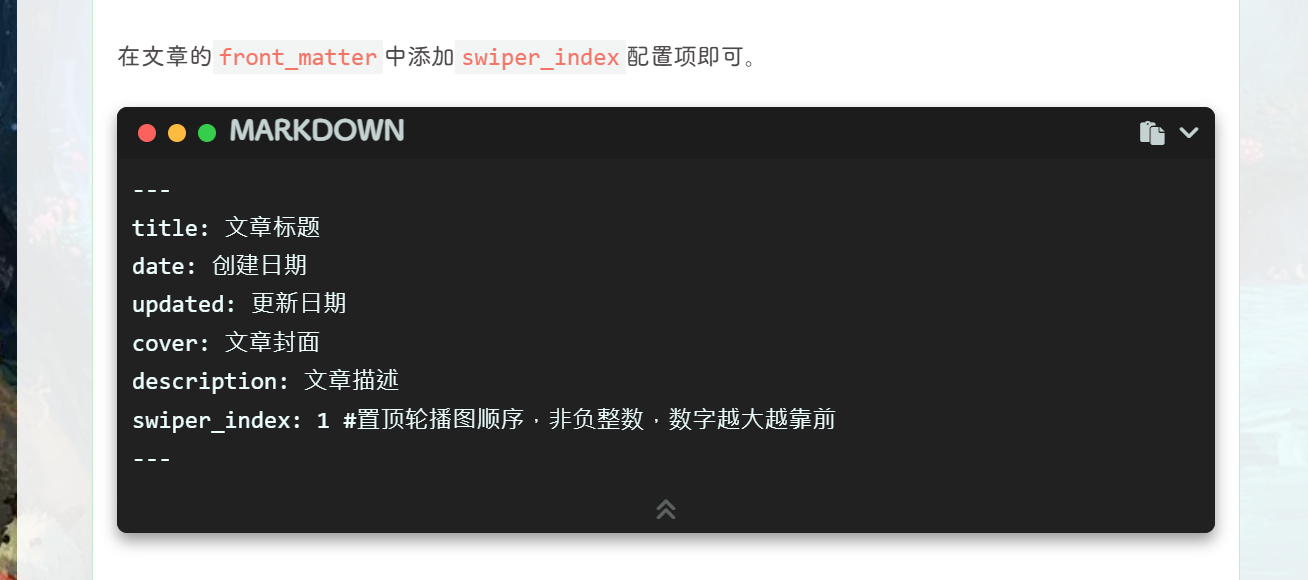 在文章的front_matter中添加swiper_index配置项即可。
MARKDOWN
---
title: 文章标题
date: 创建日期
updated: 更新日期
cover: 文章封面
description: 文章描述
swiper_index: 1 #置顶轮播图顺序，非负整数，数字越大越靠前
---